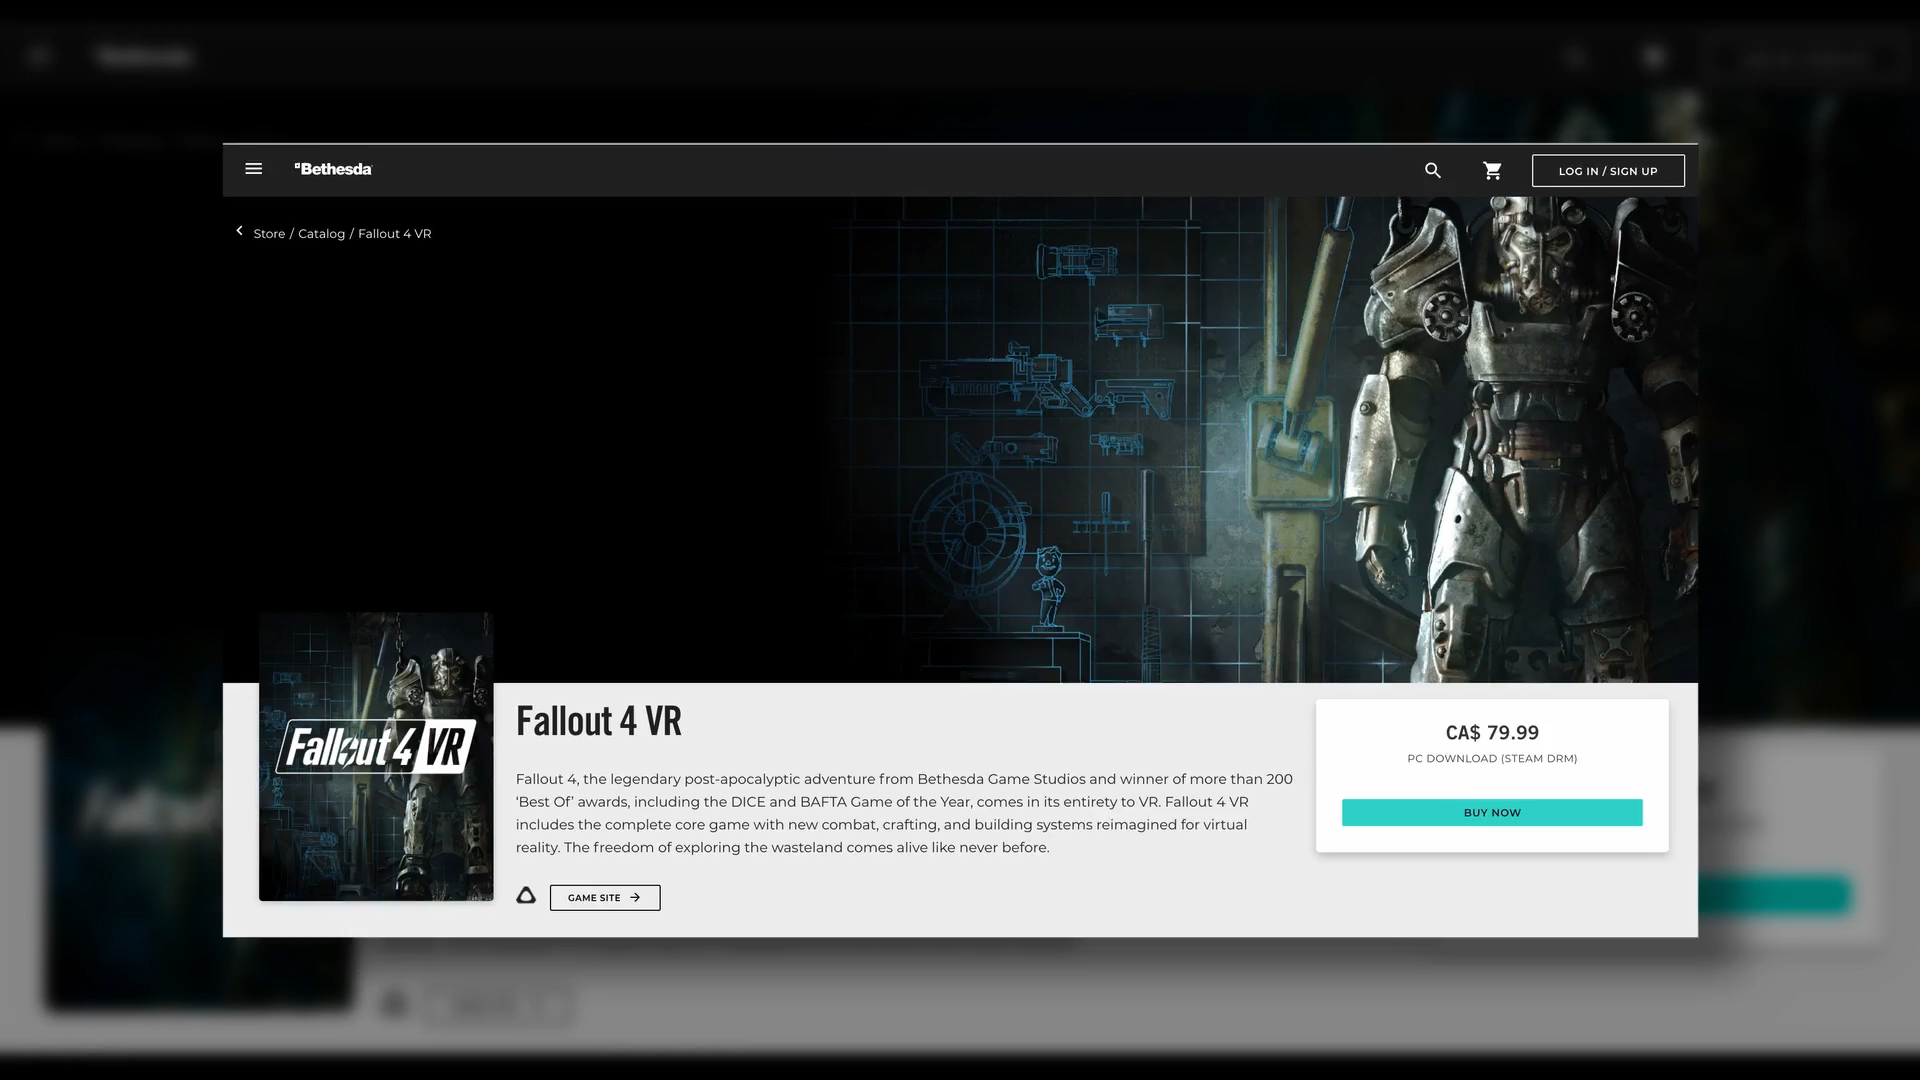 Bethesda
LOG IN / SIGN UP
Store / Catalog / Fallout 4 VR
Fallout 4 VR
Fallout 4 VR
CA$ 79.99
PC DOWNLOAD (STEAM DRM)
BUY NOW
Fallout 4, the legendary post-apocalyptic adventure from Bethesda Game Studios and winner of more than 200
‘Best Of’ awards, including the DICE and BAFTA Game of the Year, comes in its entirety to VR. Fallout 4 VR
includes the complete core game with new combat, crafting, and building systems reimagined for virtual
reality. The freedom of exploring the wasteland comes alive like never before.
GAME SITE